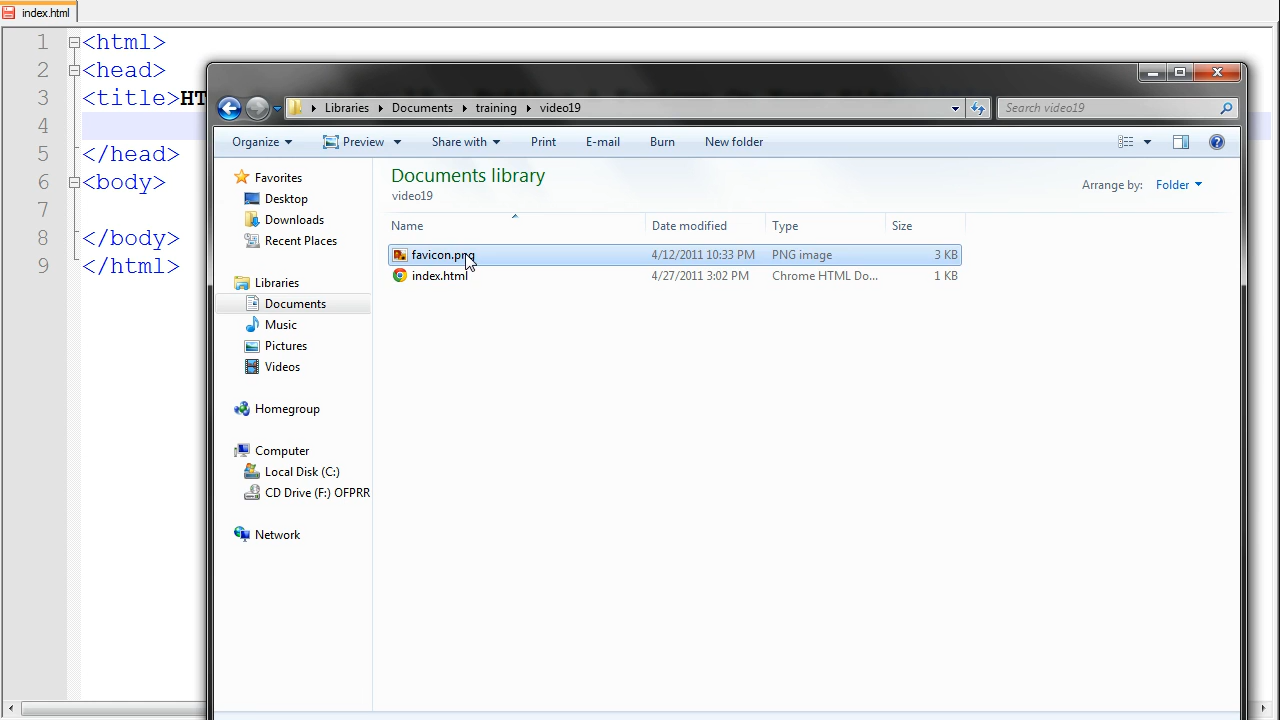 index.html
1 <html>
2 <head>
3 <title>HT
4
5 </head>
6 <body>
7
8 </body>
9 </html>
Libraries Documents training video19
Search video19
Organize Preview Share with Print E-mail Burn New folder
Documents library
video19
Arrange by: Folder
Name Date modified Type Size
favicon.png 4/12/2011 10:33 PM PNG image 3 KB
index.html 4/27/2011 3:02 PM Chrome HTML Do... 1 KB
Favorites
Desktop
Downloads
Recent Places
Libraries
Documents
Music
Pictures
Videos
Homegroup
Computer
Local Disk (C:)
CD Drive (F:) OFPRR
Network